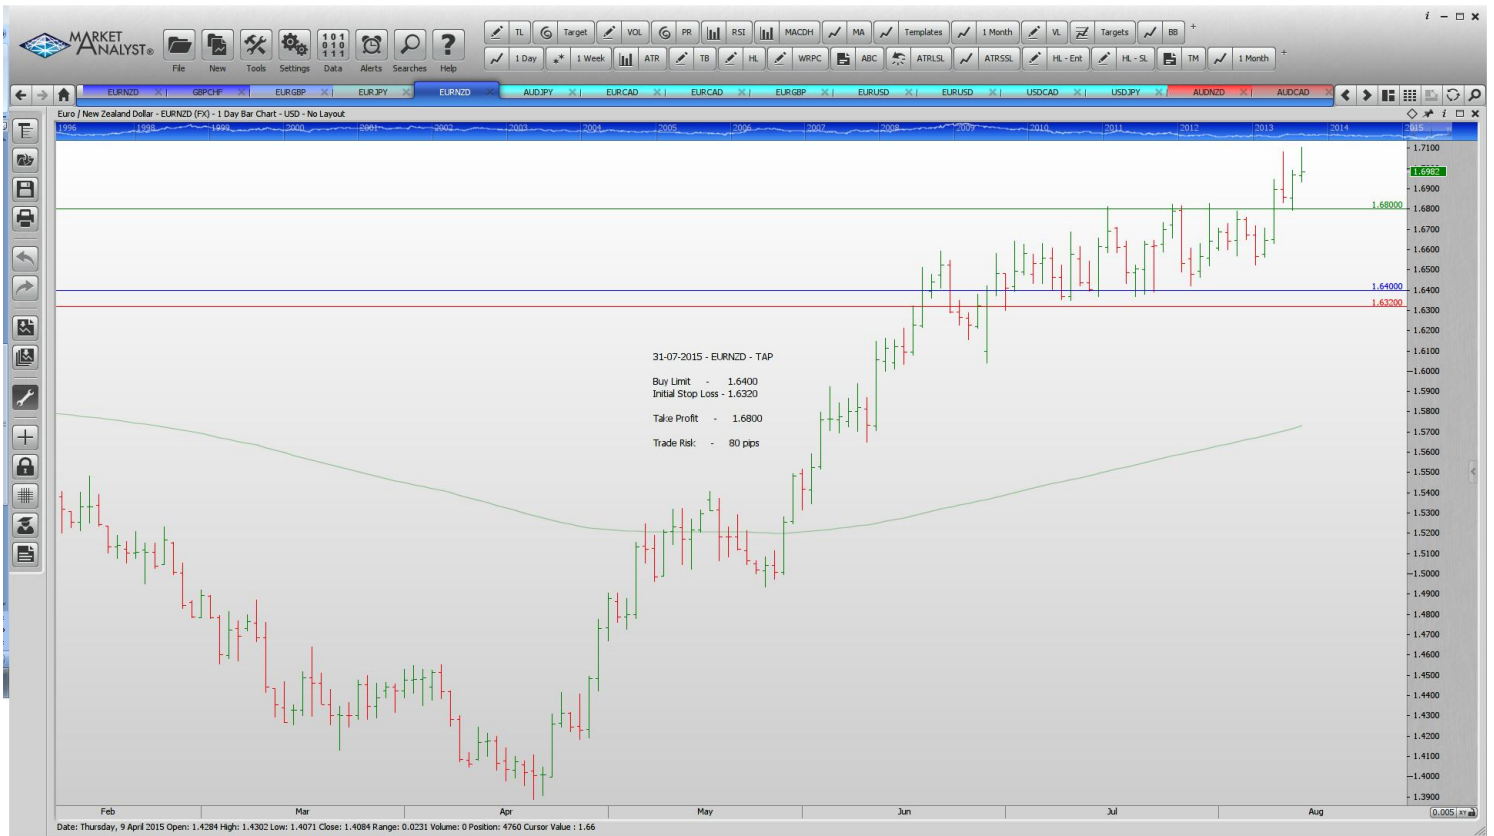 MARKET
ANALYST®
File New Tools Settings Data Alerts Searches Help
TL Target VOL PR RSI MACDH MA Templates 1 Month VL Targets BB
1 Day 1 Week ATR TB HL WRPC ABC ATRLSL ATRSSL HL - Ent HL - SL TM 1 Month
EURNZD GBPCHF EURGBP EURJPY EURNZD AUDJPY EURCAD EURCAD EURGBP EURUSD EURUSD USDCAD USDJPY AUDNZD AUDCAD
Euro / New Zealand Dollar - EURNZD (FX) - 1 Day Bar Chart - USD - No Layout
1996 1998 1999 2000 2001 2002 2003 2004 2005 2006 2007 2008 2009 2010 2011 2012 2013 2014 2015
1.7100
1.6982
1.6900
1.68000
1.6800
1.6700
1.6600
1.6500
1.64000
1.6400
1.63200
1.6300
1.6200
1.6100
1.6000
1.5900
1.5800
1.5700
1.5600
1.5500
1.5400
1.5300
1.5200
1.5100
1.5000
1.4900
1.4800
1.4700
1.4600
1.4500
1.4400
1.4300
1.4200
1.4100
1.4000
1.3900
31-07-2015 - EURNZD - TAP
Buy Limit - 1.6400
Initial Stop Loss - 1.6320
Take Profit - 1.6800
Trade Risk - 80 pips
Feb Mar Apr May Jun Jul Aug
0.005 XY
Date: Thursday, 9 April 2015 Open: 1.4284 High: 1.4302 Low: 1.4071 Close: 1.4084 Range: 0.0231 Volume: 0 Position: 4760 Cursor Value : 1.66